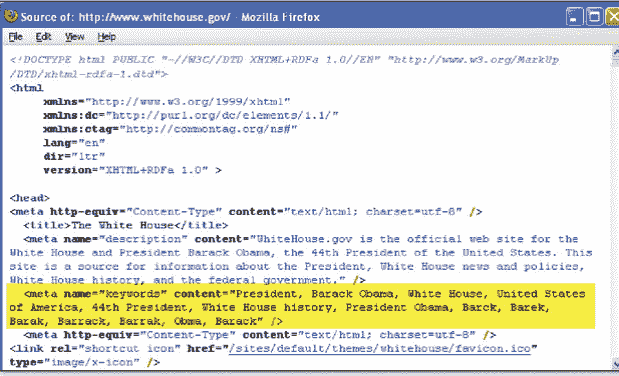 Source of: http://www.whitehouse.gov/ - Mozilla Firefox
File Edit View Help
<!DOCTYPE html PUBLIC "-//W3C//DTD XHTML+RDFa 1.0//EN" "http://www.w3.org/MarkUp
/DTD/xhtml-rdfa-1.dtd">
<html
xmlns="http://www.w3.org/1999/xhtml"
xmlns:dc="http://purl.org/dc/elements/1.1/"
xmlns:ctag="http://commontag.org/ns#"
lang="en"
dir="ltr"
version="XHTML+RDFa 1.0" >
<head>
<meta http-equiv="Content-Type" content="text/html; charset=utf-8" />
<title>The White House</title>
<meta name="description" content="WhiteHouse.gov is the official web site for the
White House and President Barack Obama, the 44th President of the United States. This
site is a source for information about the President, White House news and policies,
White House history, and the federal government." />
<meta name="keywords" content="President, Barack Obama, White House, United States
of America, 44th President, White House history, President Obama, Barck, Barek,
Barak, Barrack, Barrak, Obma, Barack" />
<meta http-equiv="Content-Type" content="text/html; charset=utf-8" />
<link rel="shortcut icon" href="/sites/default/themes/whitehouse/favicon.ico"
type="image/x-icon" />